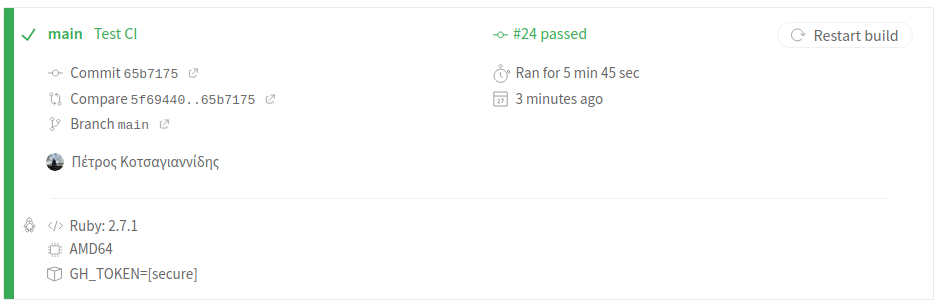 main Test CI
#24 passed
Restart build
Commit 65b7175
Ran for 5 min 45 sec
Compare 5f69440..65b7175
27
3 minutes ago
Branch main
Πέτρος Κοτσαγιαννίδης
Ruby: 2.7.1
AMD64
GH_TOKEN=[secure]